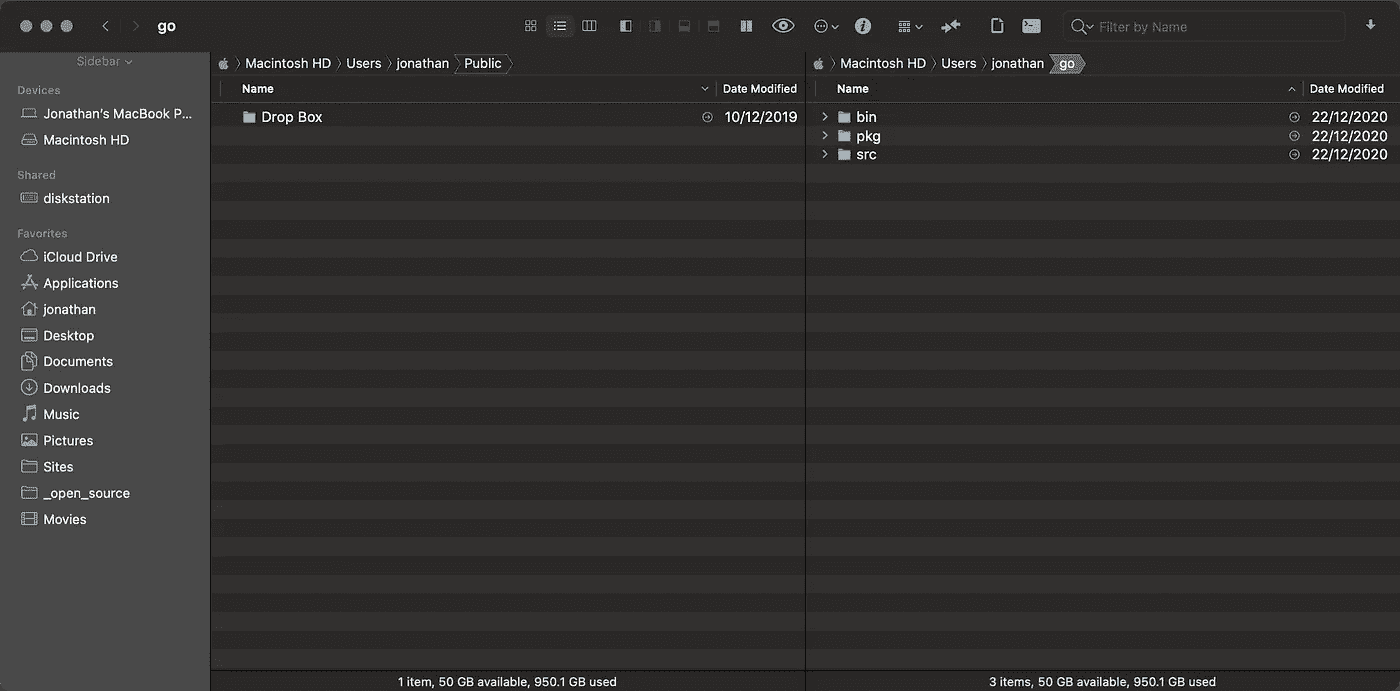 go
Filter by Name
Sidebar
Devices
Jonathan's MacBook P...
Macintosh HD
Shared
diskstation
Favorites
iCloud Drive
Applications
jonathan
Desktop
Documents
Downloads
Music
Pictures
Sites
_open_source
Movies
Macintosh HD Users jonathan Public
Name Date Modified
Drop Box 10/12/2019
1 item, 50 GB available, 950.1 GB used
Macintosh HD Users jonathan go
Name Date Modified
bin 22/12/2020
pkg 22/12/2020
src 22/12/2020
3 items, 50 GB available, 950.1 GB used